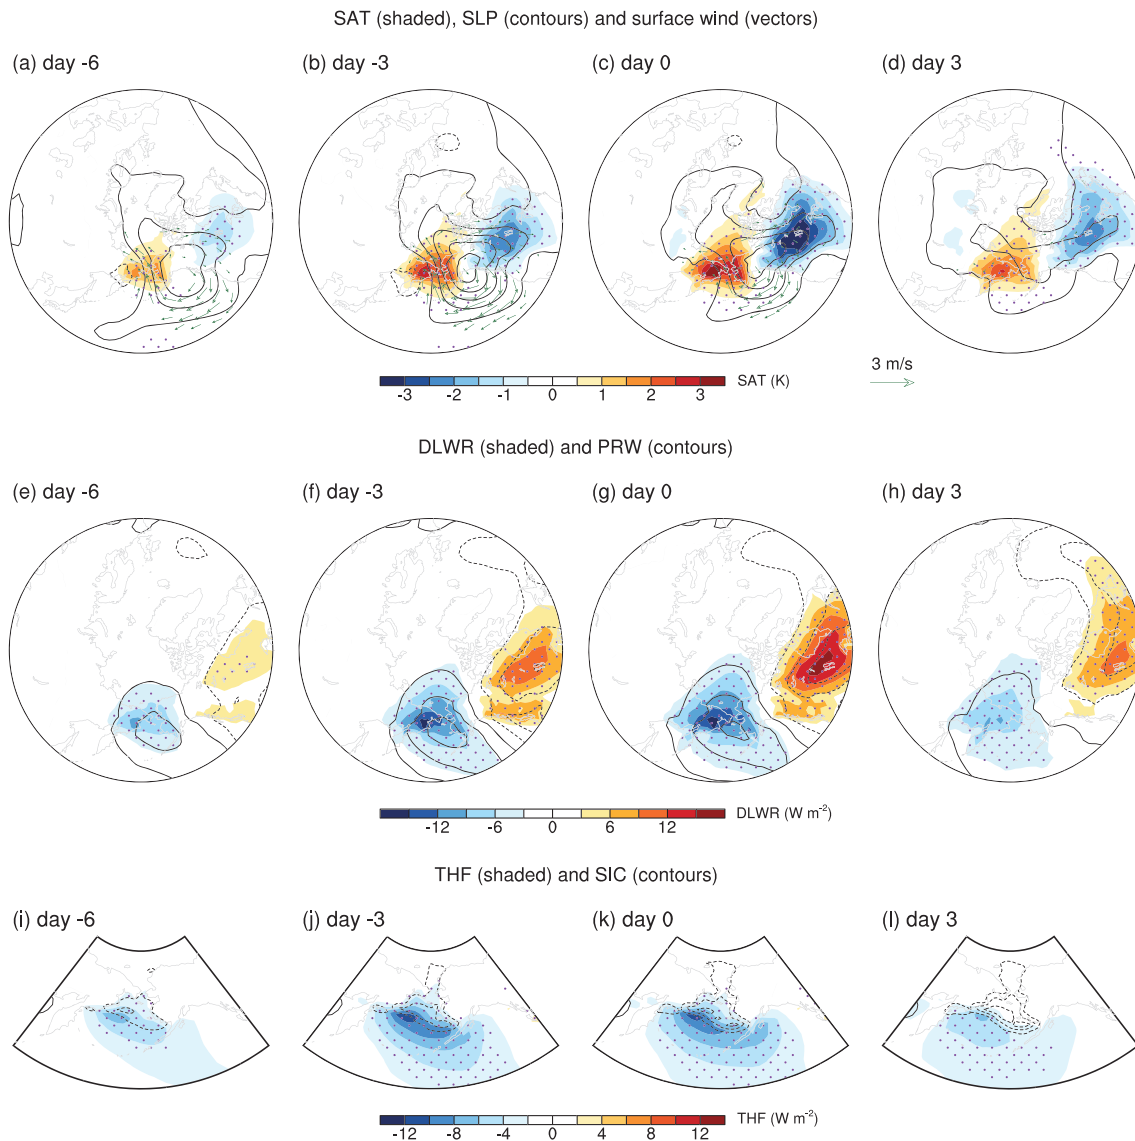 SAT (shaded), SLP (contours) and surface wind (vectors)
(a) day -6
(b) day -3
(c) day 0
(d) day 3
-3 -2 -1 0 1 2 3
SAT (K)
3 m/s
DLWR (shaded) and PRW (contours)
(e) day -6
(f) day -3
(g) day 0
(h) day 3
-12 -6 0 6 12
DLWR (W m⁻²)
THF (shaded) and SIC (contours)
(i) day -6
(j) day -3
(k) day 0
(l) day 3
-12 -8 -4 0 4 8 12
THF (W m⁻²)